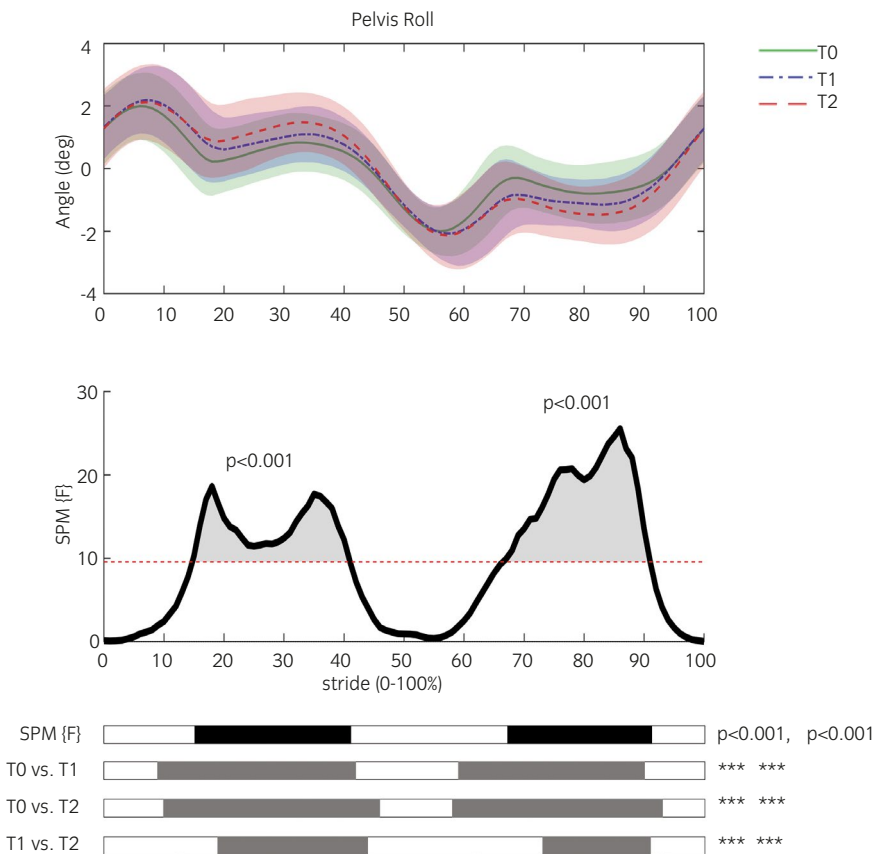 Pelvis Roll
4
2
0
-2
-4
Angle (deg)
0 10 20 30 40 50 60 70 80 90 100
T0
T1
T2
30
20
10
0
SPM {F}
p<0.001
p<0.001
0 10 20 30 40 50 60 70 80 90 100
stride (0-100%)
SPM {F} p<0.001, p<0.001
T0 vs. T1 *** ***
T0 vs. T2 *** ***
T1 vs. T2 *** ***